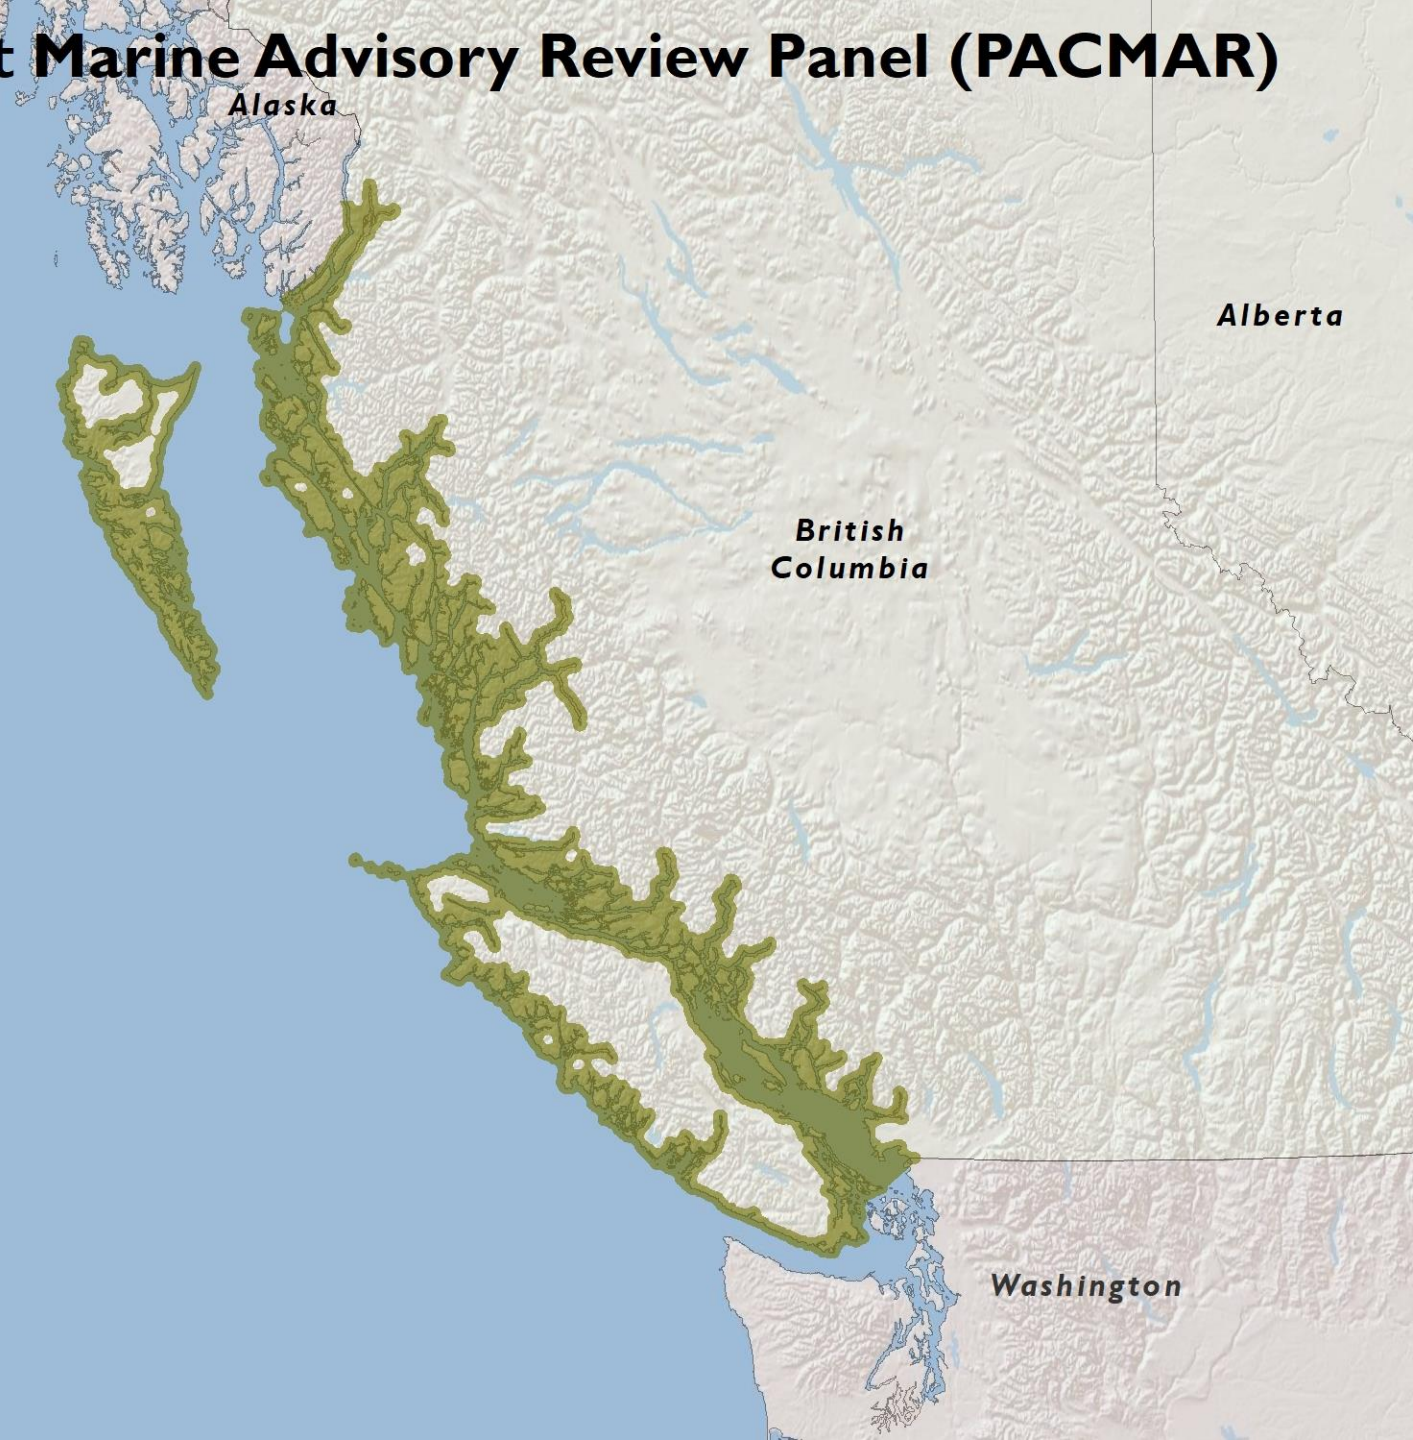 t Marine Advisory Review Panel (PACMAR)
Alaska
Alberta
British
Columbia
Washington